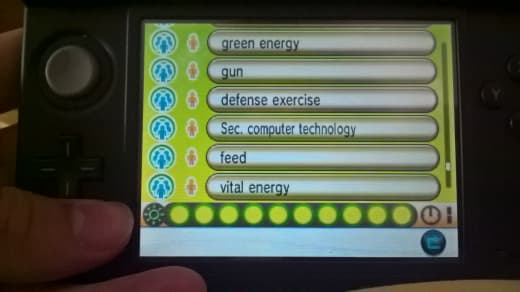 green energy
gun
defense exercise
Sec. computer technology
feed
vital energy
Y